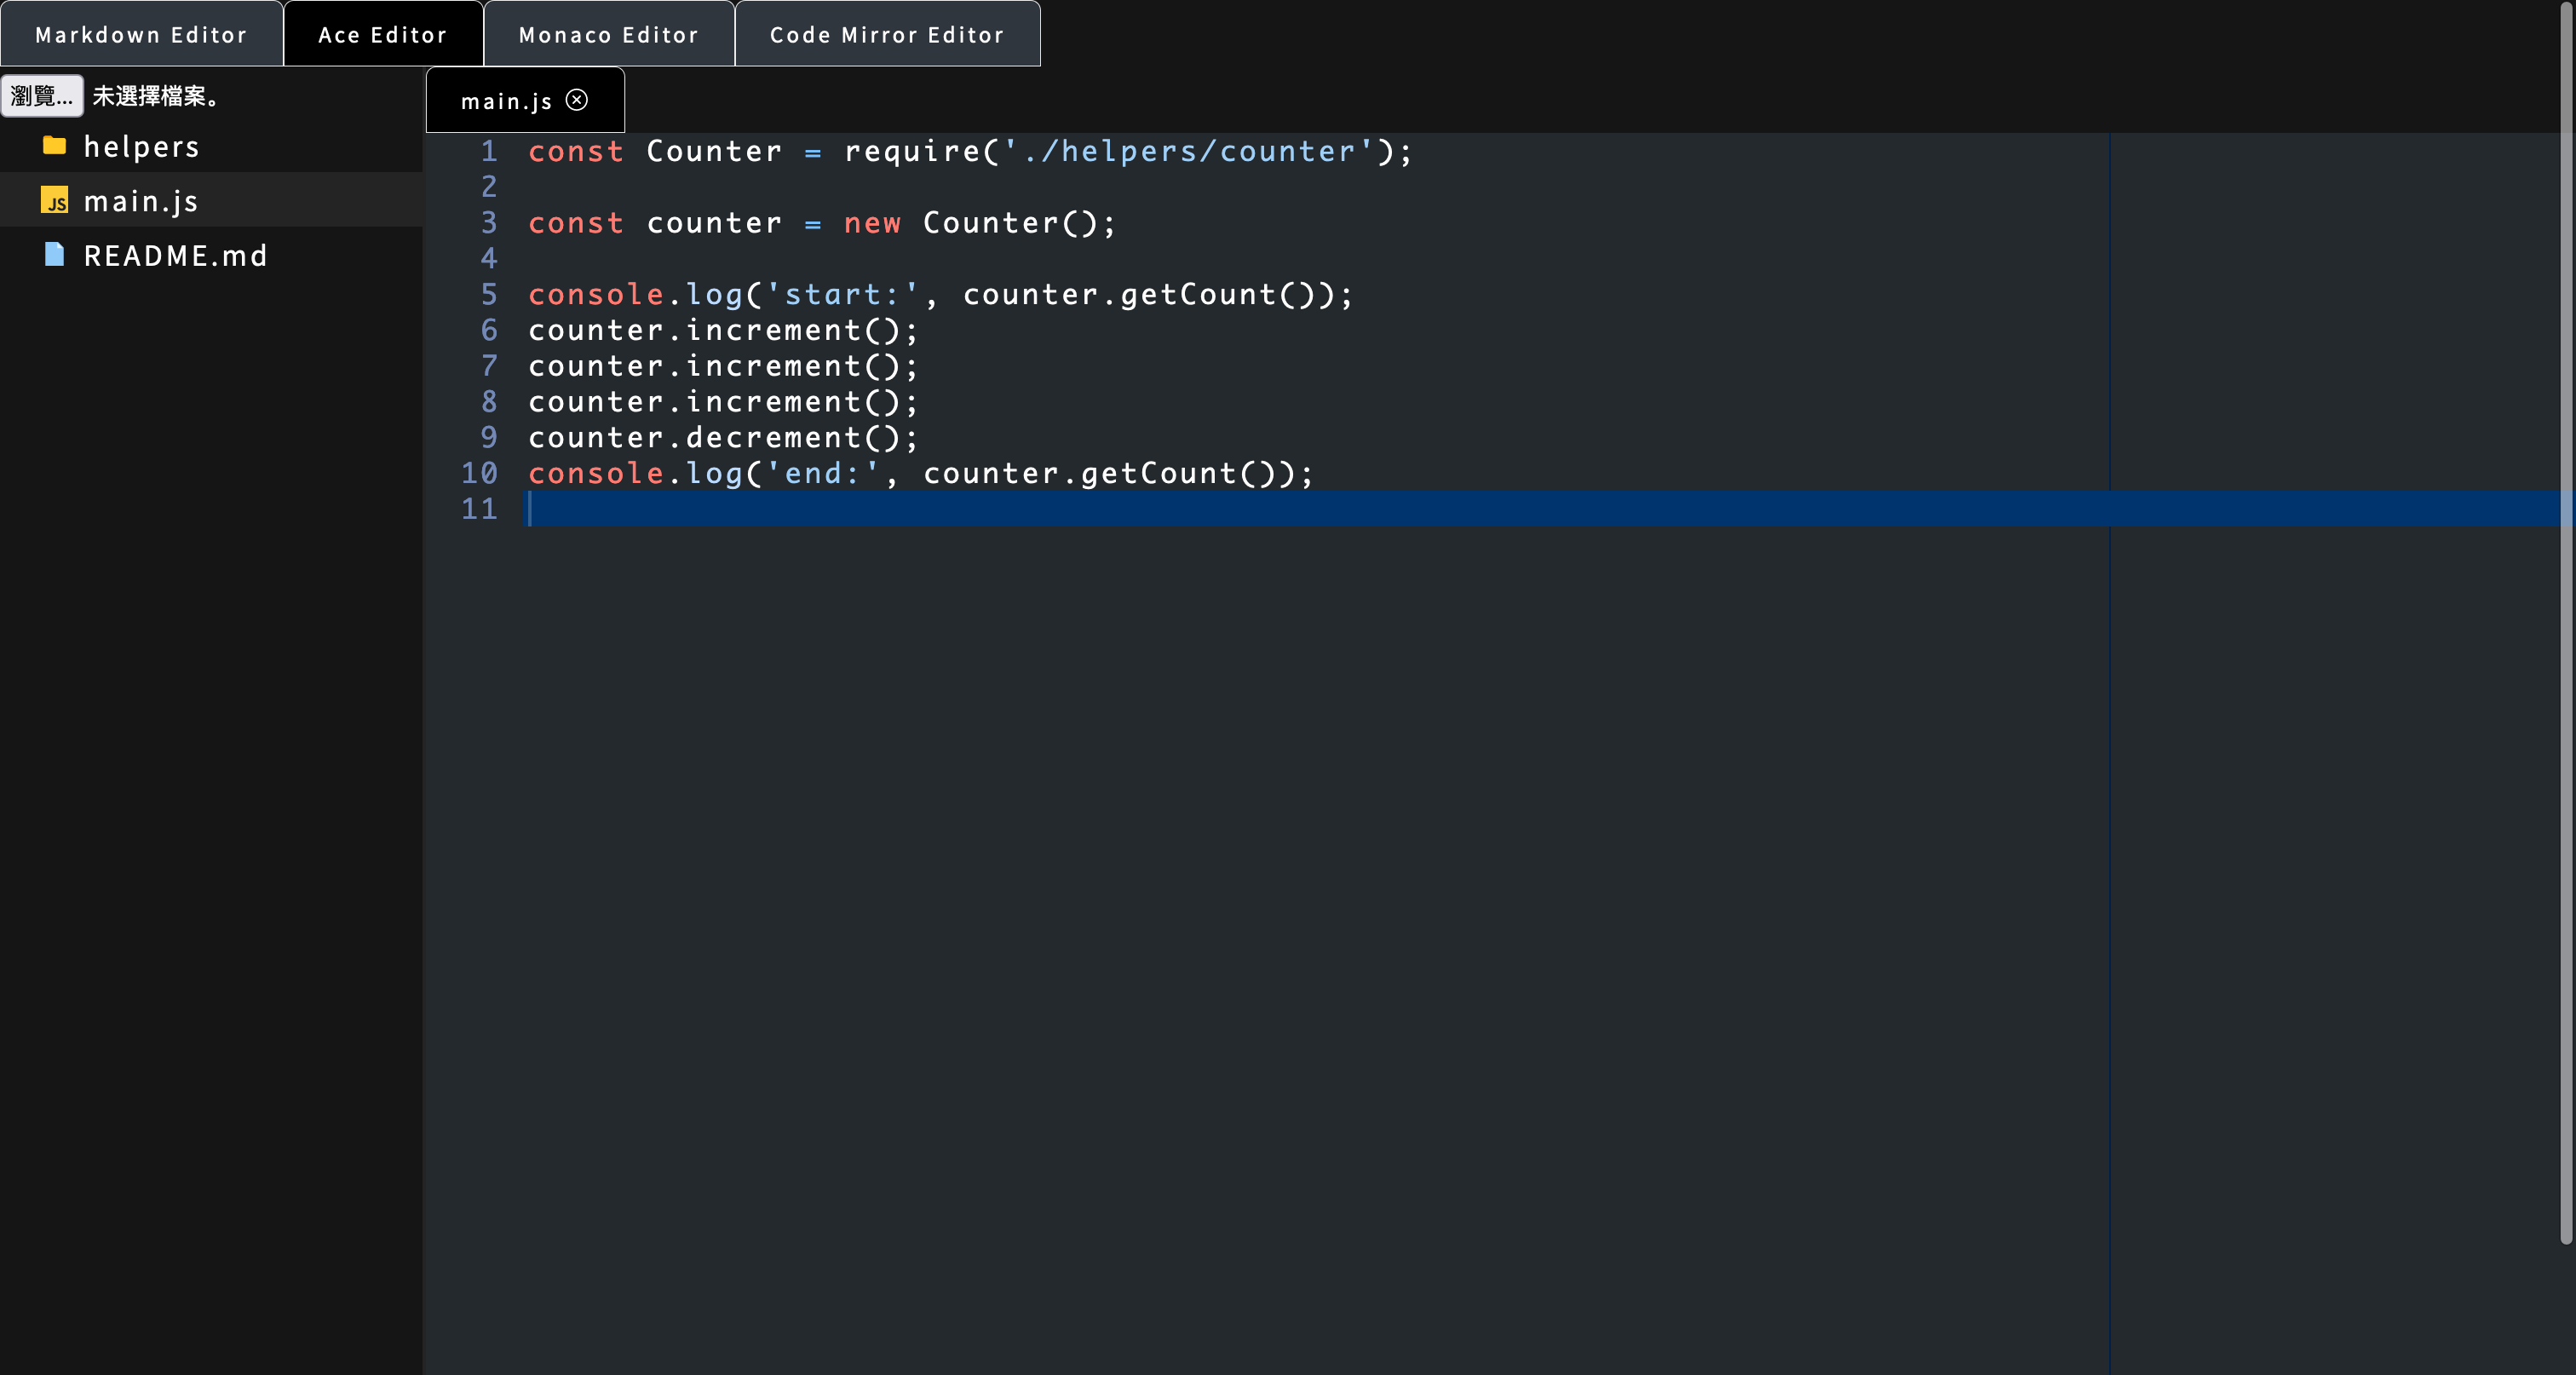 Markdown Editor
Ace Editor
Monaco Editor
Code Mirror Editor
瀏覽... 未選擇檔案。
helpers
JS main.js
README.md
main.js
1 const Counter = require('./helpers/counter');
2
3 const counter = new Counter();
4
5 console.log('start:', counter.getCount());
6 counter.increment();
7 counter.increment();
8 counter.increment();
9 counter.decrement();
10 console.log('end:', counter.getCount());
11